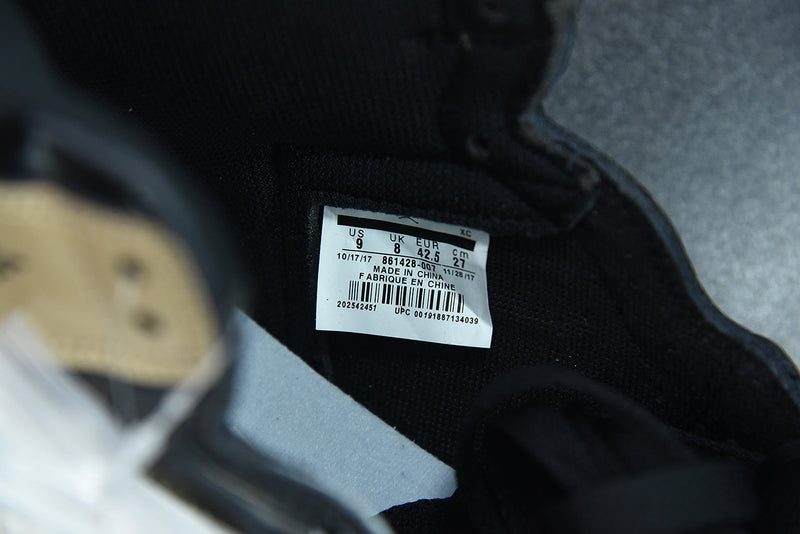 XC
US UK EUR cm
9 8 42.5 27
10/17/17 861428-007 11/28/17
MADE IN CHINA
FABRIQUE EN CHINE
202542451 UPC 00191887134039